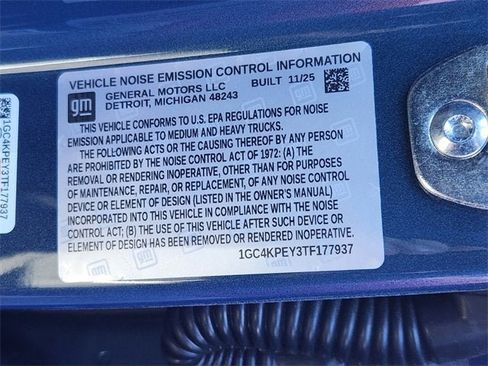 VEHICLE NOISE EMISSION CONTROL INFORMATION
gm GENERAL MOTORS LLC BUILT 11/25
DETROIT, MICHIGAN 48243
THIS VEHICLE CONFORMS TO U.S. EPA REGULATIONS FOR NOISE
EMISSION APPLICABLE TO MEDIUM AND HEAVY TRUCKS.
THE FOLLOWING ACTS OR THE CAUSING THEREOF BY ANY PERSON
ARE PROHIBITED BY THE NOISE CONTROL ACT OF 1972: (A) THE
REMOVAL OR RENDERING INOPERATIVE, OTHER THAN FOR PURPOSES
OF MAINTENANCE, REPAIR, OR REPLACEMENT, OF ANY NOISE CONTROL
DEVICE OR ELEMENT OF DESIGN (LISTED IN THE OWNER'S MANUAL)
INCORPORATED INTO THIS VEHICLE IN COMPLIANCE WITH THE NOISE
CONTROL ACT; (B) THE USE OF A VEHICLE AFTER SUCH DEVICE OR
ELEMENT OF DESIGN HAS BEEN REMOVED OR RENDERED INOPERATIVE.
1GC4KPEY3TF177937
1GC4KPEY3TF177937